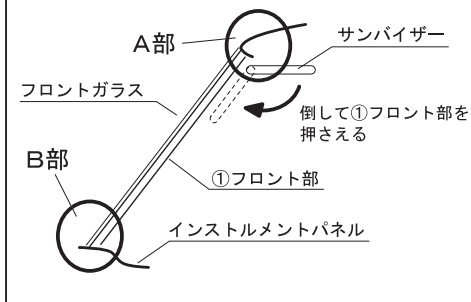 A部
サンバイザー
フロントガラス
倒して①フロント部を
押さえる
B部
①フロント部
インストルメントパネル